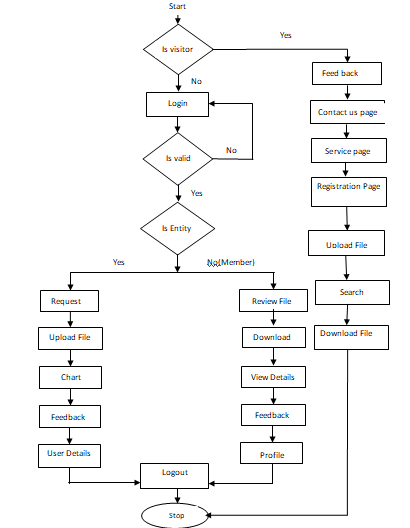 Start
Is visitor
Yes
No
Feed back
Login
Contact us page
Is valid
No
Service page
Yes
Registration Page
Is Entity
Upload File
Yes
No(Member)
Request
Review File
Search
Upload File
Download
Download File
Chart
View Details
Feedback
Feedback
User Details
Profile
Logout
Stop